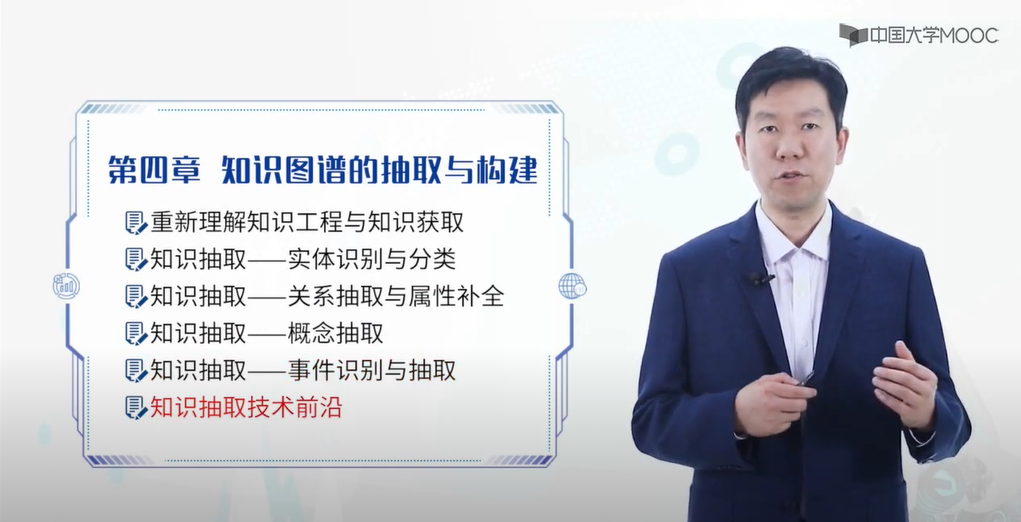 中国大学MOOC
第四章 知识图谱的抽取与构建
重新理解知识工程与知识获取
知识抽取——实体识别与分类
知识抽取——关系抽取与属性补全
知识抽取——概念抽取
知识抽取——事件识别与抽取
知识抽取技术前沿